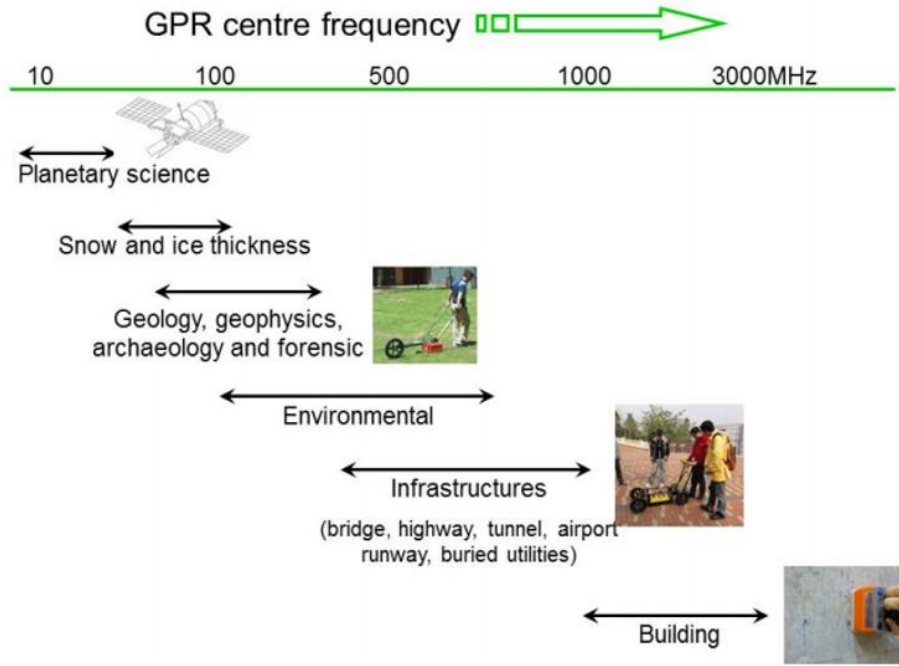 GPR centre frequency
10 100 500 1000 3000MHz
Planetary science
Snow and ice thickness
Geology, geophysics,
archaeology and forensic
Environmental
Infrastructures
(bridge, highway, tunnel, airport
runway, buried utilities)
Building